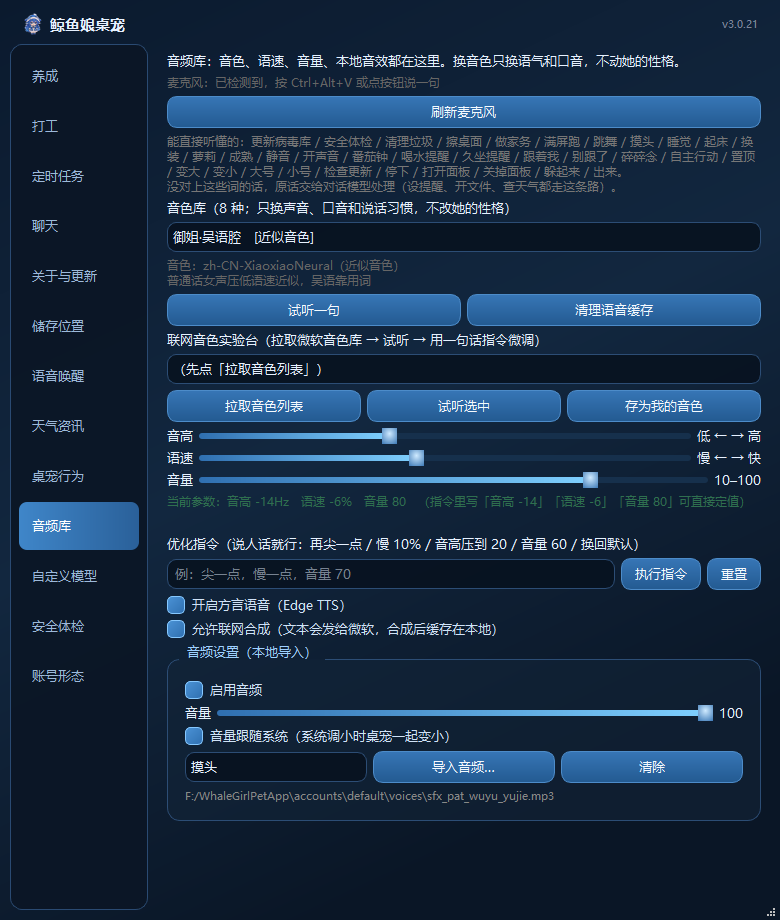 鲸鱼娘桌宠
v3.0.21
养成
打工
定时任务
聊天
关于与更新
储存位置
语音唤醒
天气资讯
桌宠行为
音频库
自定义模型
安全体检
账号形态
音频库：音色、语速、音量、本地音效都在这里。换音色只换语气和口音，不动她的性格。
麦克风：已检测到，按 Ctrl+Alt+V 或点按钮说一句
刷新麦克风
能直接听懂的：更新病毒库 / 安全体检 / 清理垃圾 / 擦桌面 / 做家务 / 满屏跑 / 跳舞 / 摸头 / 睡觉 / 起床 / 换
装 / 萝莉 / 成熟 / 静音 / 开声音 / 番茄钟 / 喝水提醒 / 久坐提醒 / 跟着我 / 别跟了 / 碎碎念 / 自主行动 / 置顶
/ 变大 / 变小 / 大号 / 小号 / 检查更新 / 停下 / 打开面板 / 关掉面板 / 躲起来 / 出来。
没对上这些词的话，原话交给对话模型处理（设提醒、开文件、查天气都走这条路）。
音色库（8 种；只换声音、口音和说话习惯，不改她的性格）
御姐·吴语腔　[近似音色]
音色：zh-CN-XiaoxiaoNeural（近似音色）
普通话女声压低语速近似，吴语靠用词
试听一句
清理语音缓存
联网音色实验台（拉取微软音色库 → 试听 → 用一句话指令微调）
（先点「拉取音色列表」）
拉取音色列表
试听选中
存为我的音色
音高
低 ← → 高
语速
慢 ← → 快
音量
10–100
当前参数：音高 -14Hz　语速 -6%　音量 80　（指令里写「音高 -14」「语速 -6」「音量 80」可直接定值）
优化指令（说人话就行：再尖一点 / 慢 10% / 音高压到 20 / 音量 60 / 换回默认）
例：尖一点，慢一点，音量 70
执行指令
重置
开启方言语音（Edge TTS）
允许联网合成（文本会发给微软，合成后缓存在本地）
音频设置（本地导入）
启用音频
音量
100
音量跟随系统（系统调小时桌宠一起变小）
摸头
导入音频...
清除
F:/WhaleGirlPetApp\accounts\default\voices\sfx_pat_wuyu_yujie.mp3